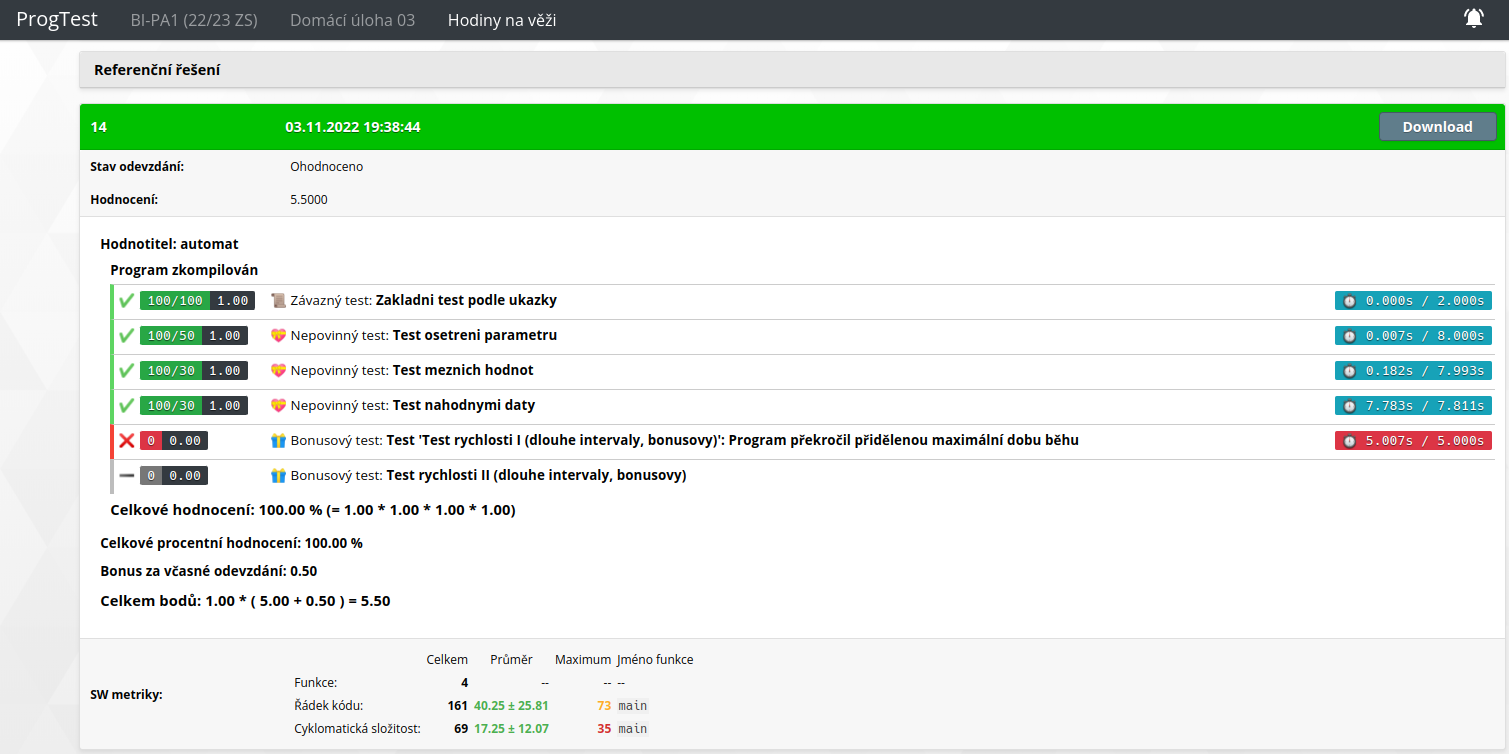 ProgTest BI-PA1 (22/23 ZS) Domácí úloha 03 Hodiny na věži
Referenční řešení
14 03.11.2022 19:38:44 Download
Stav odevzdání: Ohodnoceno
Hodnocení: 5.5000
Hodnotitel: automat
Program zkompilován
100/100 1.00 Závazný test: Zakladni test podle ukazky 0.000s / 2.000s
100/50 1.00 Nepovinný test: Test osetreni parametru 0.007s / 8.000s
100/30 1.00 Nepovinný test: Test meznich hodnot 0.182s / 7.993s
100/30 1.00 Nepovinný test: Test nahodnymi daty 7.783s / 7.811s
0 0.00 Bonusový test: Test 'Test rychlosti I (dlouhe intervaly, bonusovy)': Program překročil přidělenou maximální dobu běhu 5.007s / 5.000s
0 0.00 Bonusový test: Test rychlosti II (dlouhe intervaly, bonusovy)
Celkové hodnocení: 100.00 % (= 1.00 * 1.00 * 1.00 * 1.00)
Celkové procentní hodnocení: 100.00 %
Bonus za včasné odevzdání: 0.50
Celkem bodů: 1.00 * ( 5.00 + 0.50 ) = 5.50
Celkem Průměr Maximum Jméno funkce
Funkce: 4 -- -- --
SW metriky: Řádek kódu: 161 40.25 ± 25.81 73 main
Cyklomatická složitost: 69 17.25 ± 12.07 35 main